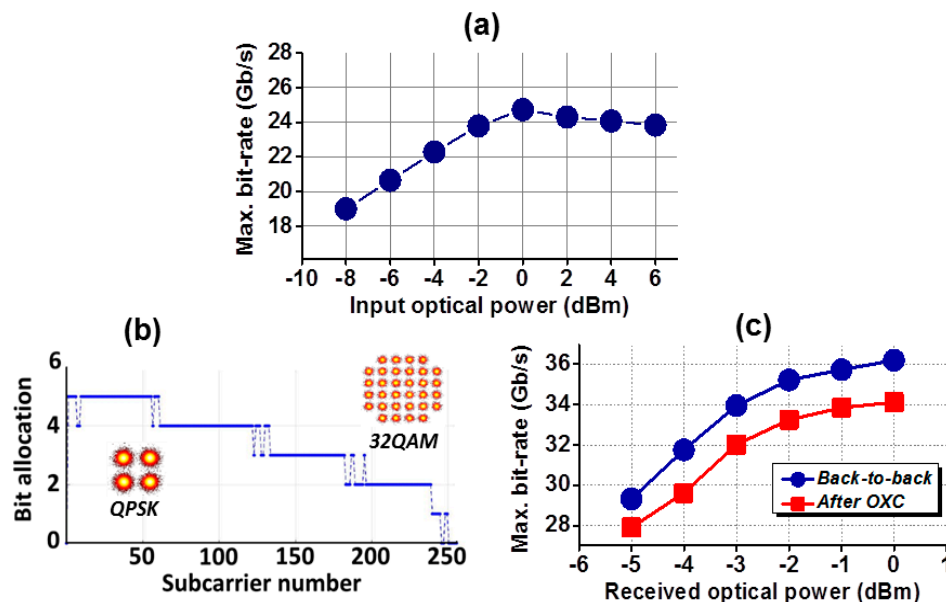 (a)
Max. bit-rate (Gb/s)
28
26
24
22
20
18
-10 -8 -6 -4 -2 0 2 4 6
Input optical power (dBm)
(b)
Bit allocation
6
4
2
0
32QAM
QPSK
50 100 150 200 250
Subcarrier number
(c)
Max. bit-rate (Gb/s)
36
34
32
30
28
Back-to-back
After OXC
-6 -5 -4 -3 -2 -1 0 1
Received optical power (dBm)